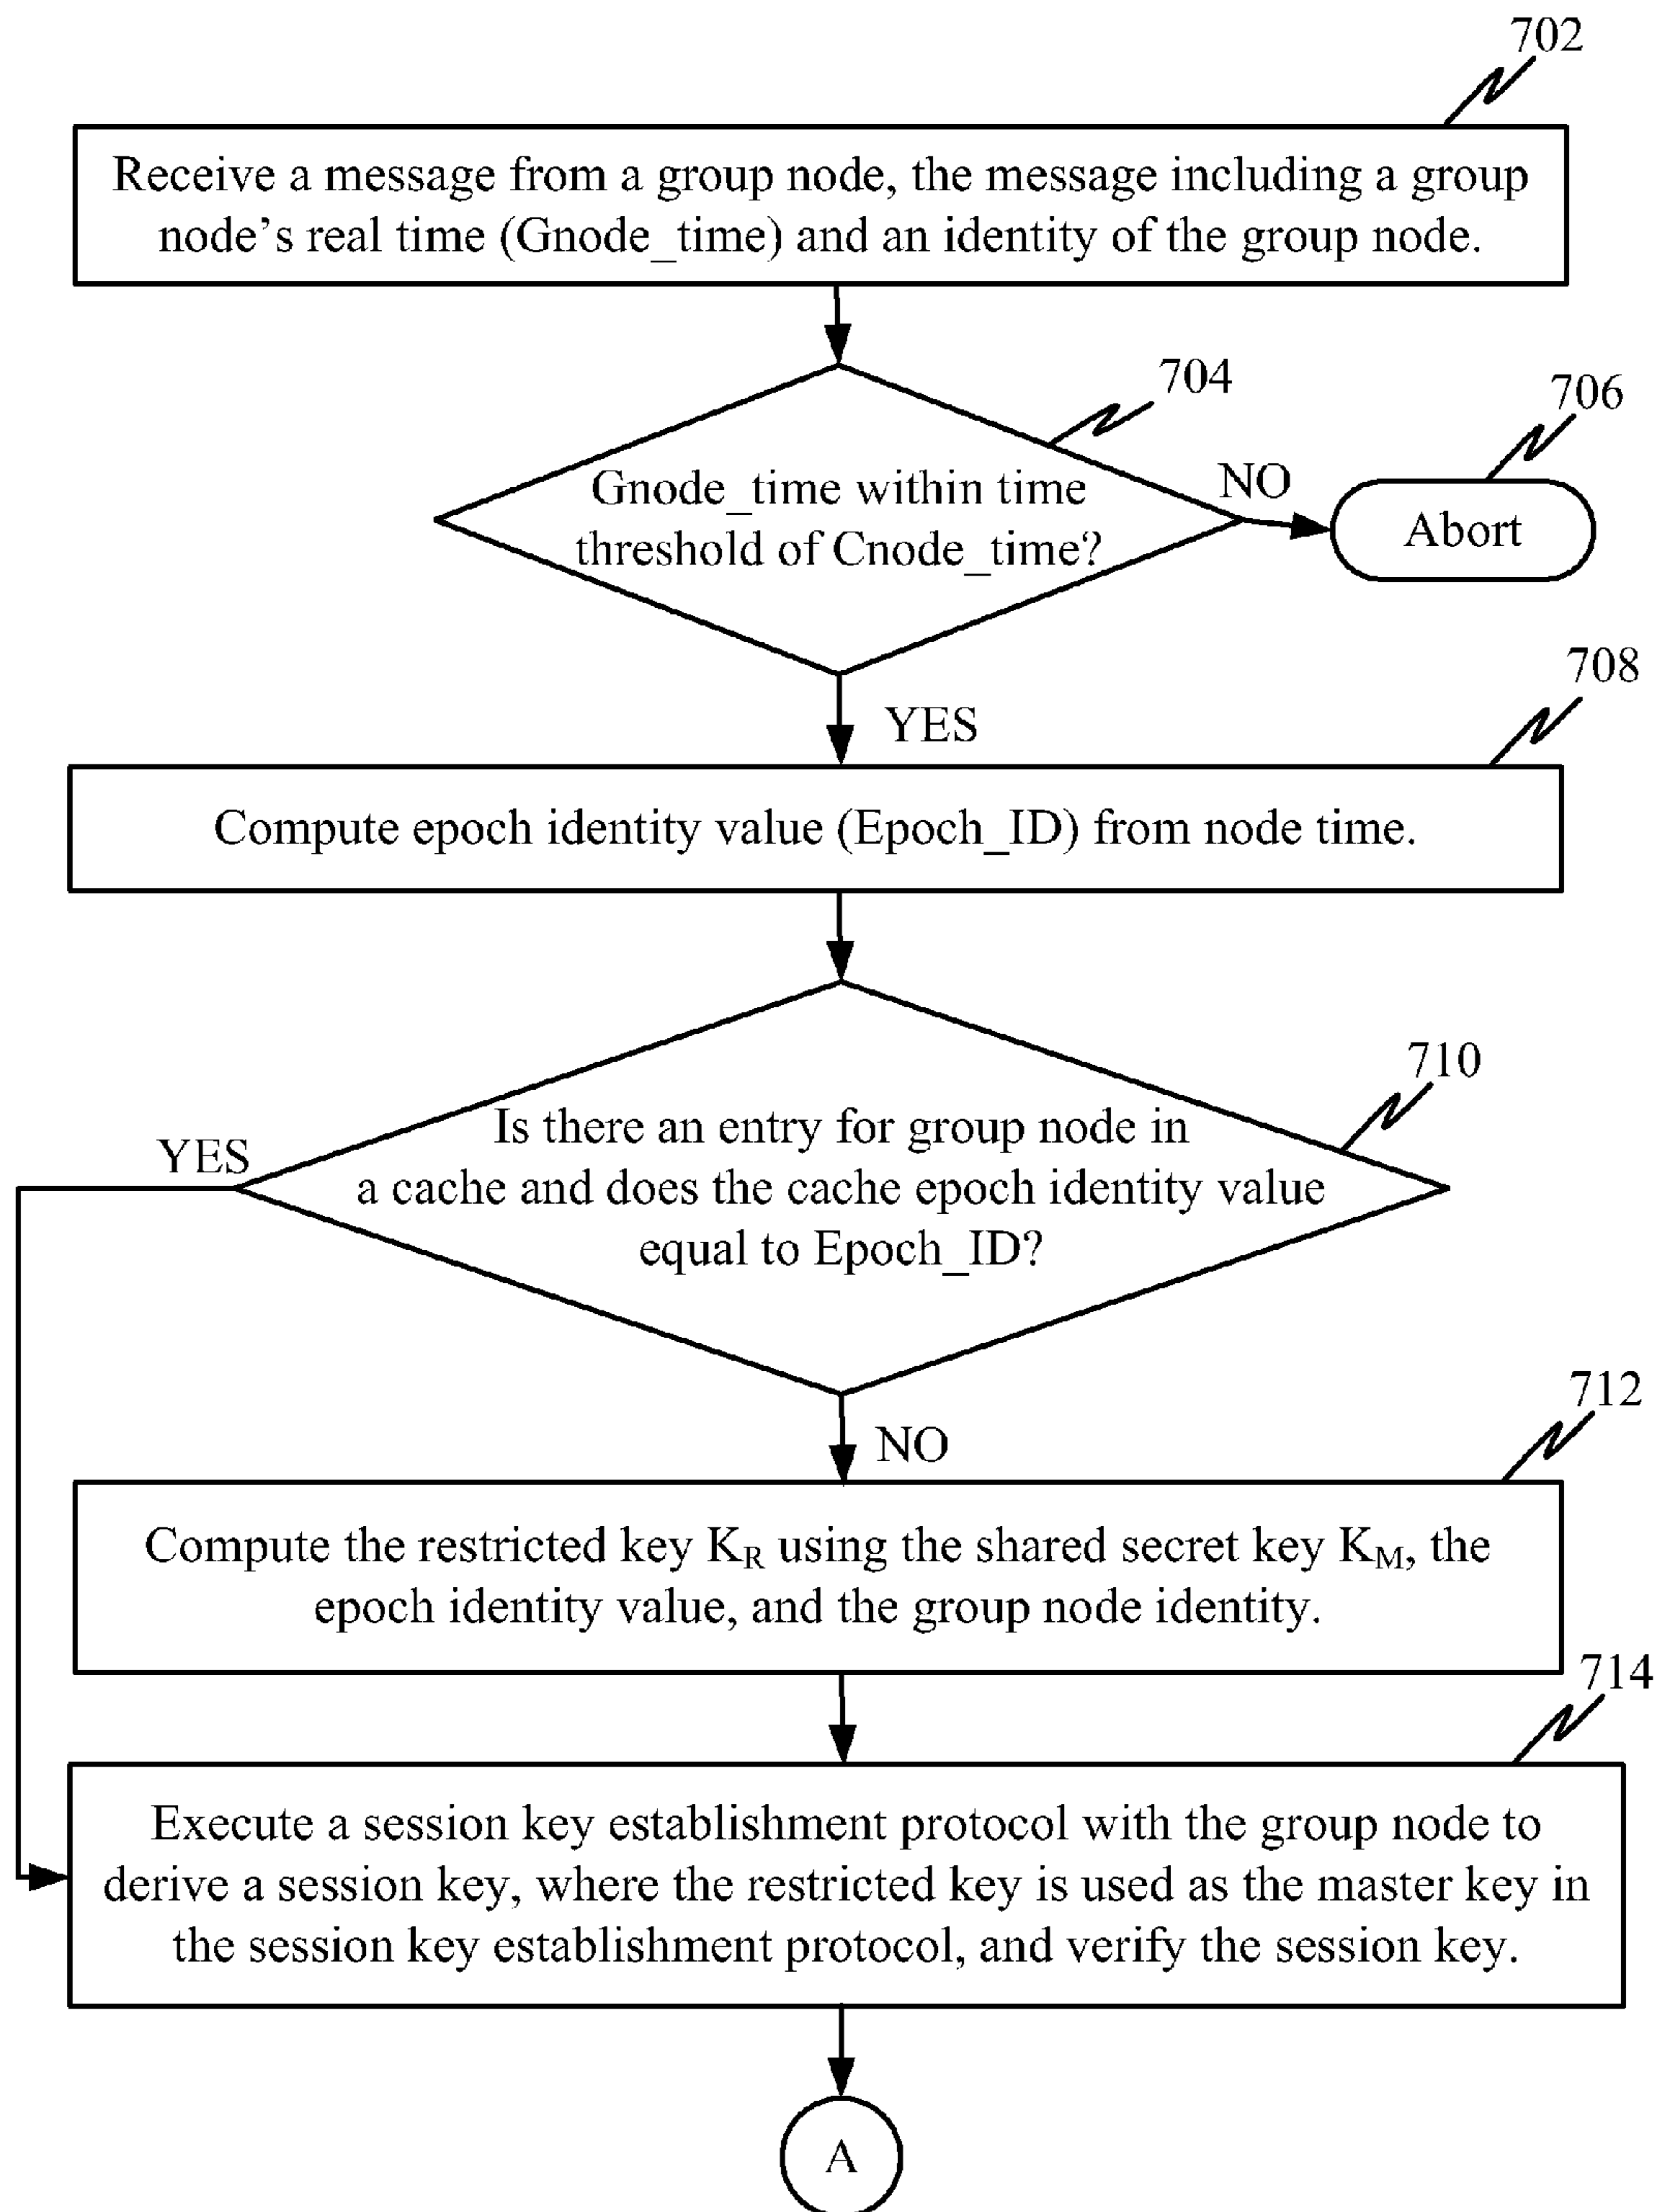 702
Receive a message from a group node, the message including a group
node’s real time (Gnode_time) and an identity of the group node.
704
706
Gnode_time within time
threshold of Cnode_time?
NO
Abort
YES
708
Compute epoch identity value (Epoch_ID) from node time.
710
Is there an entry for group node in
a cache and does the cache epoch identity value
equal to Epoch_ID?
YES
NO
712
Compute the restricted key KR using the shared secret key KM, the
epoch identity value, and the group node identity.
714
Execute a session key establishment protocol with the group node to
derive a session key, where the restricted key is used as the master key in
the session key establishment protocol, and verify the session key.
A